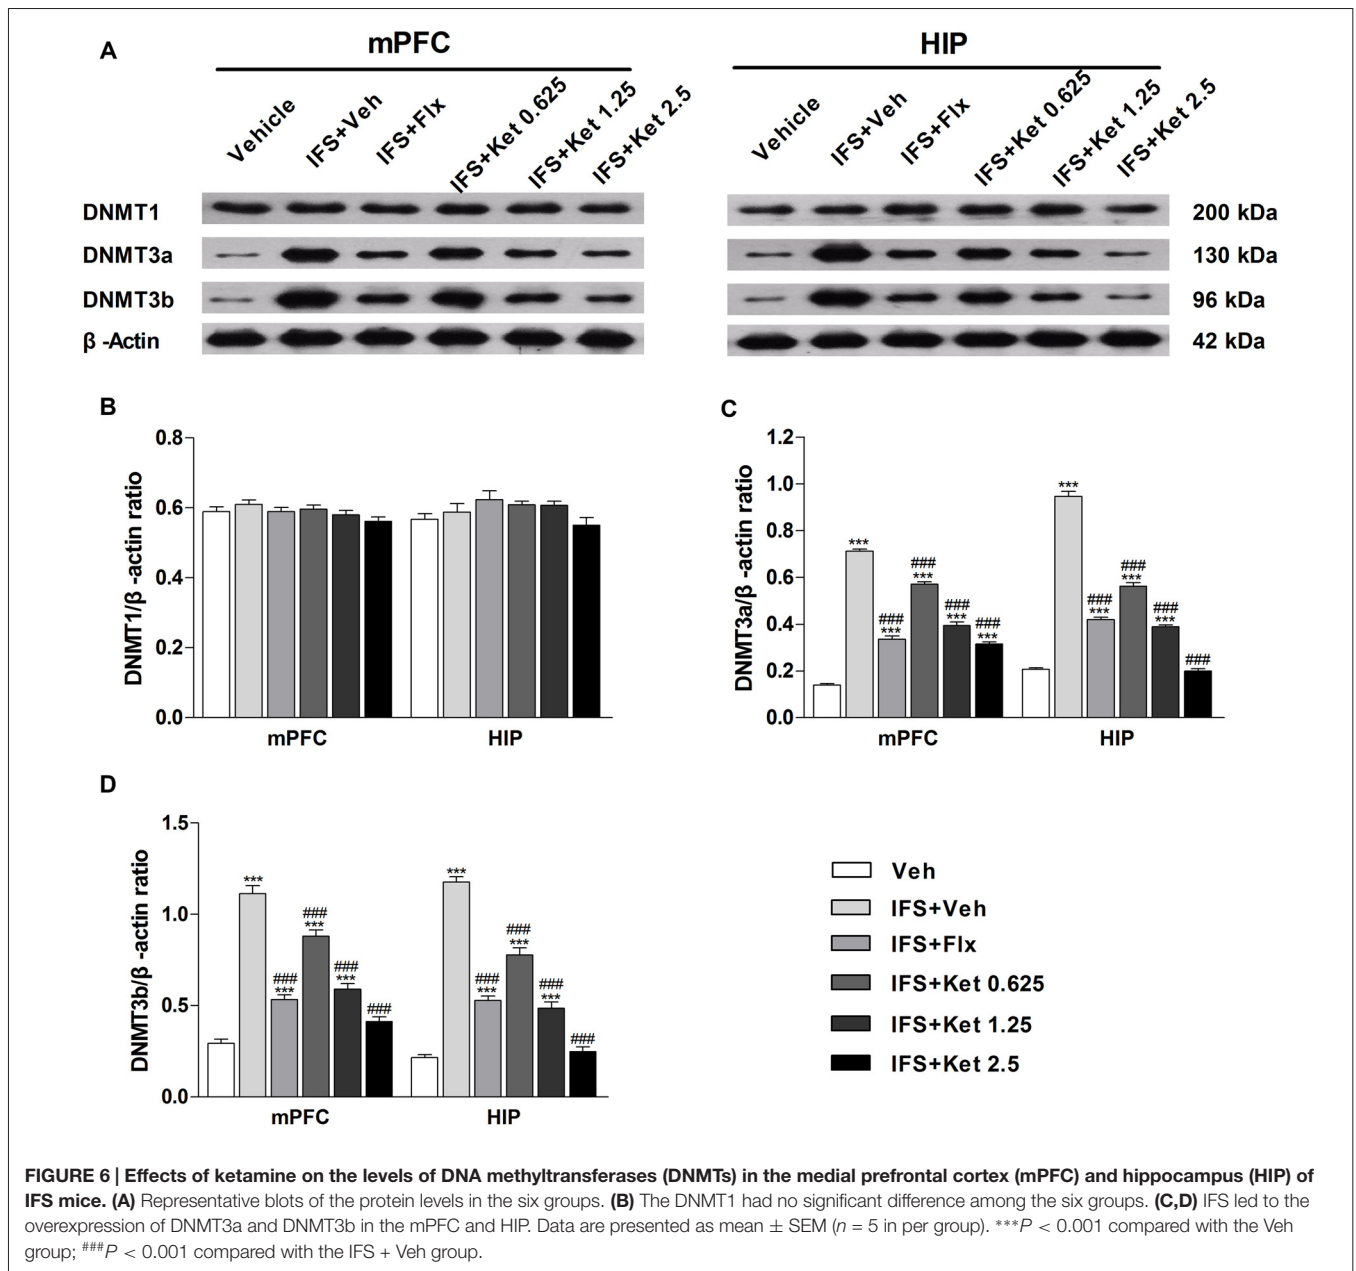 A
mPFC
HIP
Vehicle
IFS+Veh
IFS+Flx
IFS+Ket 0.625
IFS+Ket 1.25
IFS+Ket 2.5
Vehicle
IFS+Veh
IFS+Flx
IFS+Ket 0.625
IFS+Ket 1.25
IFS+Ket 2.5
DNMT1
200 kDa
DNMT3a
130 kDa
DNMT3b
96 kDa
β -Actin
42 kDa
B
DNMT1/β -actin ratio
0.8
0.6
0.4
0.2
0.0
mPFC
HIP
C
DNMT3a/β -actin ratio
1.2
1.0
0.8
0.6
0.4
0.2
0.0
***
###
***
###
***
###
***
###
***
***
###
***
###
***
###
***
###
mPFC
HIP
D
DNMT3b/β -actin ratio
1.5
1.0
0.5
0.0
***
###
***
###
***
###
***
###
***
###
***
###
***
###
***
###
mPFC
HIP
Veh
IFS+Veh
IFS+Flx
IFS+Ket 0.625
IFS+Ket 1.25
IFS+Ket 2.5
FIGURE 6 | Effects of ketamine on the levels of DNA methyltransferases (DNMTs) in the medial prefrontal cortex (mPFC) and hippocampus (HIP) of
IFS mice. (A) Representative blots of the protein levels in the six groups. (B) The DNMT1 had no significant difference among the six groups. (C,D) IFS led to the
overexpression of DNMT3a and DNMT3b in the mPFC and HIP. Data are presented as mean ± SEM (n = 5 in per group). ***P < 0.001 compared with the Veh
group; ###P < 0.001 compared with the IFS + Veh group.